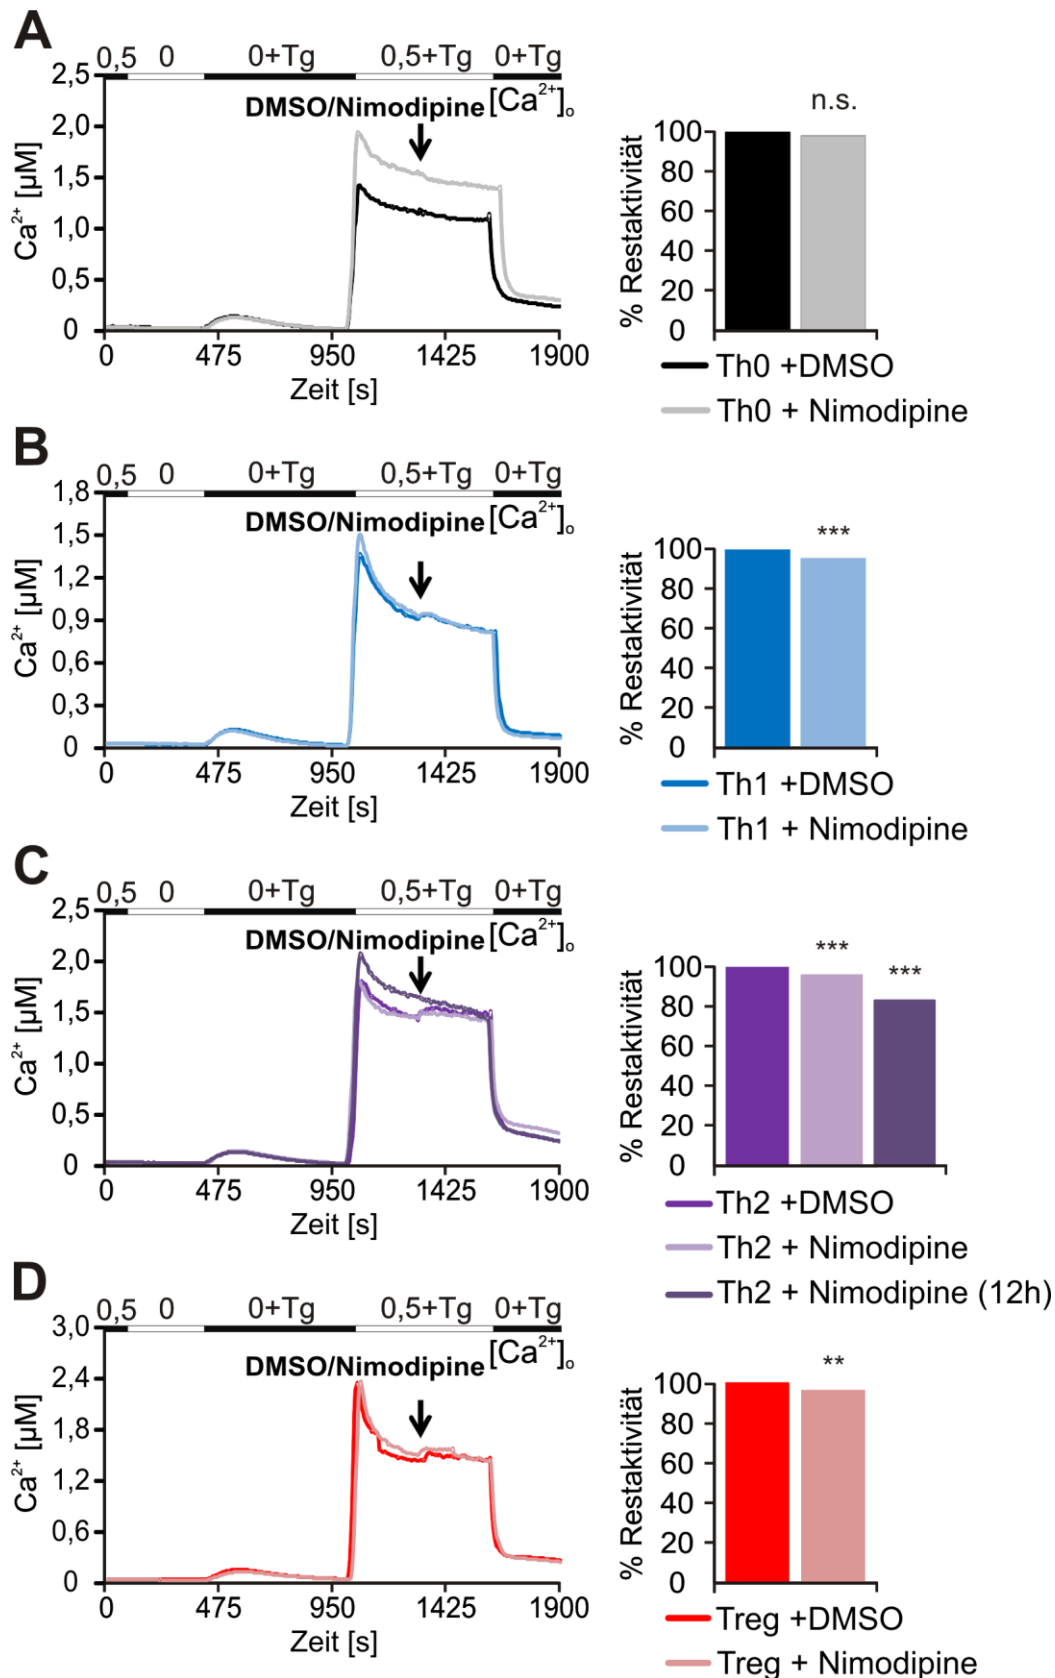 A
0,5 0 0+Tg 0,5+Tg 0+Tg
DMSO/Nimodipine [Ca²⁺]ₒ
Ca²⁺ [µM]
2,5
2,0
1,5
1,0
0,5
0
0 475 950 1425 1900
Zeit [s]
n.s.
% Restaktivität
100
80
60
40
20
0
Th0 +DMSO
Th0 + Nimodipine
B
0,5 0 0+Tg 0,5+Tg 0+Tg
DMSO/Nimodipine [Ca²⁺]ₒ
Ca²⁺ [µM]
1,8
1,5
1,2
0,9
0,6
0,3
0
0 475 950 1425 1900
Zeit [s]
***
% Restaktivität
100
80
60
40
20
0
Th1 +DMSO
Th1 + Nimodipine
C
0,5 0 0+Tg 0,5+Tg 0+Tg
DMSO/Nimodipine [Ca²⁺]ₒ
Ca²⁺ [µM]
2,5
2,0
1,5
1,0
0,5
0
0 475 950 1425 1900
Zeit [s]
*** ***
% Restaktivität
100
80
60
40
20
0
Th2 +DMSO
Th2 + Nimodipine
Th2 + Nimodipine (12h)
D
0,5 0 0+Tg 0,5+Tg 0+Tg
DMSO/Nimodipine [Ca²⁺]ₒ
Ca²⁺ [µM]
3,0
2,4
1,8
1,2
0,6
0
0 475 950 1425 1900
Zeit [s]
**
% Restaktivität
100
80
60
40
20
0
Treg +DMSO
Treg + Nimodipine